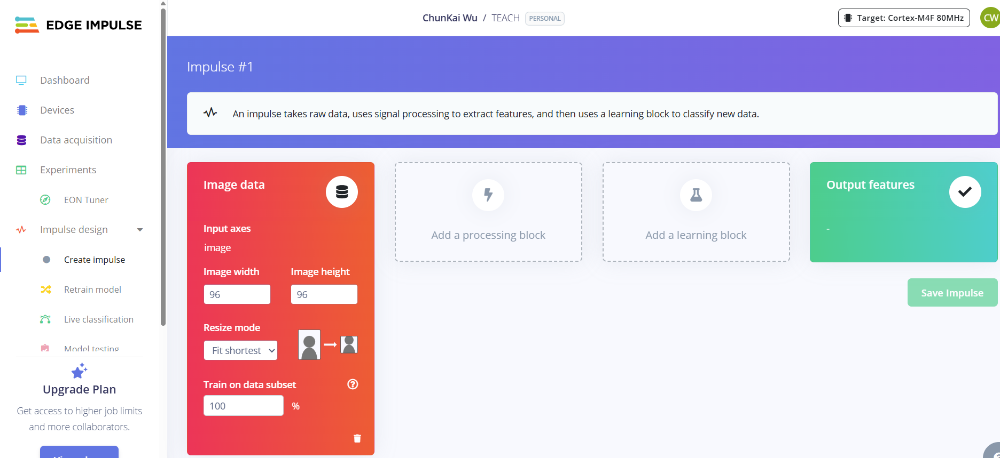 EDGE IMPULSE
ChunKai Wu / TEACH PERSONAL
Target: Cortex-M4F 80MHz
CW
Dashboard
Devices
Data acquisition
Experiments
EON Tuner
Impulse design
Create impulse
Retrain model
Live classification
Model testing
Upgrade Plan
Get access to higher job limits
and more collaborators.
Impulse #1
An impulse takes raw data, uses signal processing to extract features, and then uses a learning block to classify new data.
Image data
Input axes
image
Image width
Image height
96
96
Resize mode
Fit shortest
Train on data subset
100
%
Add a processing block
Add a learning block
Output features
-
Save Impulse